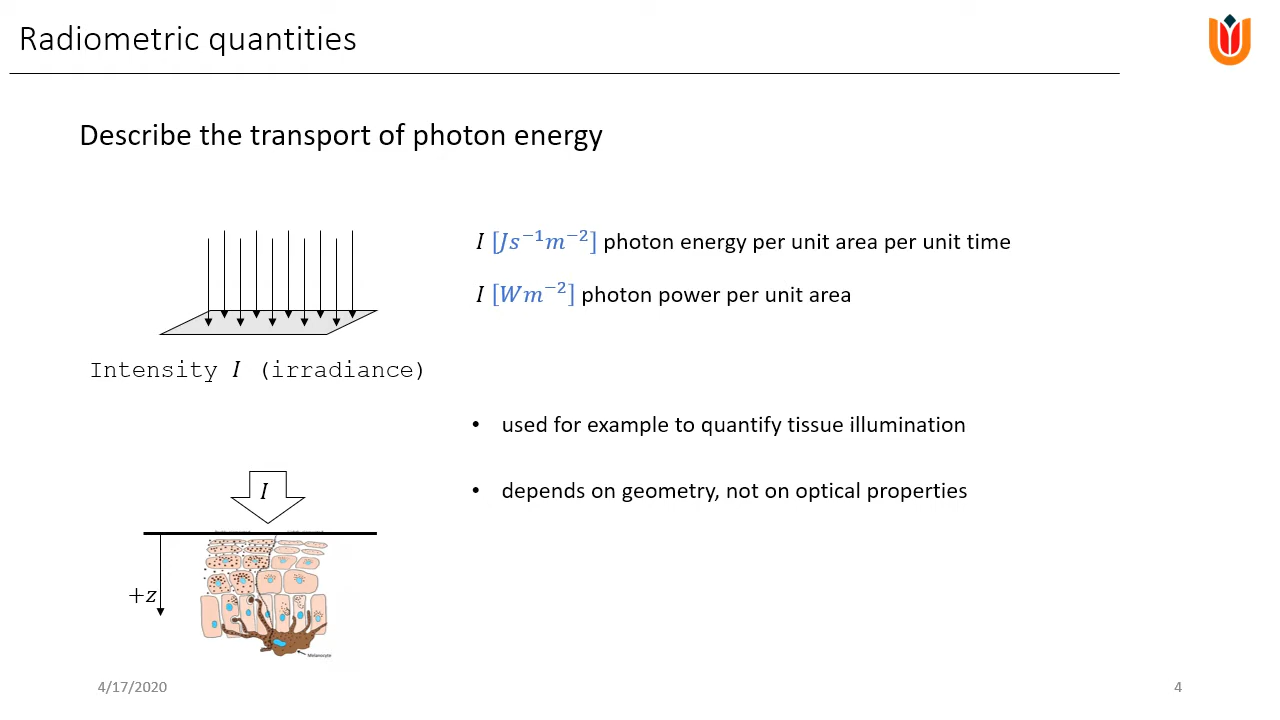 Radiometric quantities
Describe the transport of photon energy
I [Js⁻¹m⁻²] photon energy per unit area per unit time
I [Wm⁻²] photon power per unit area
Intensity I (irradiance)
• used for example to quantify tissue illumination
• depends on geometry, not on optical properties
I
+z
Melanocyte
4/17/2020
4